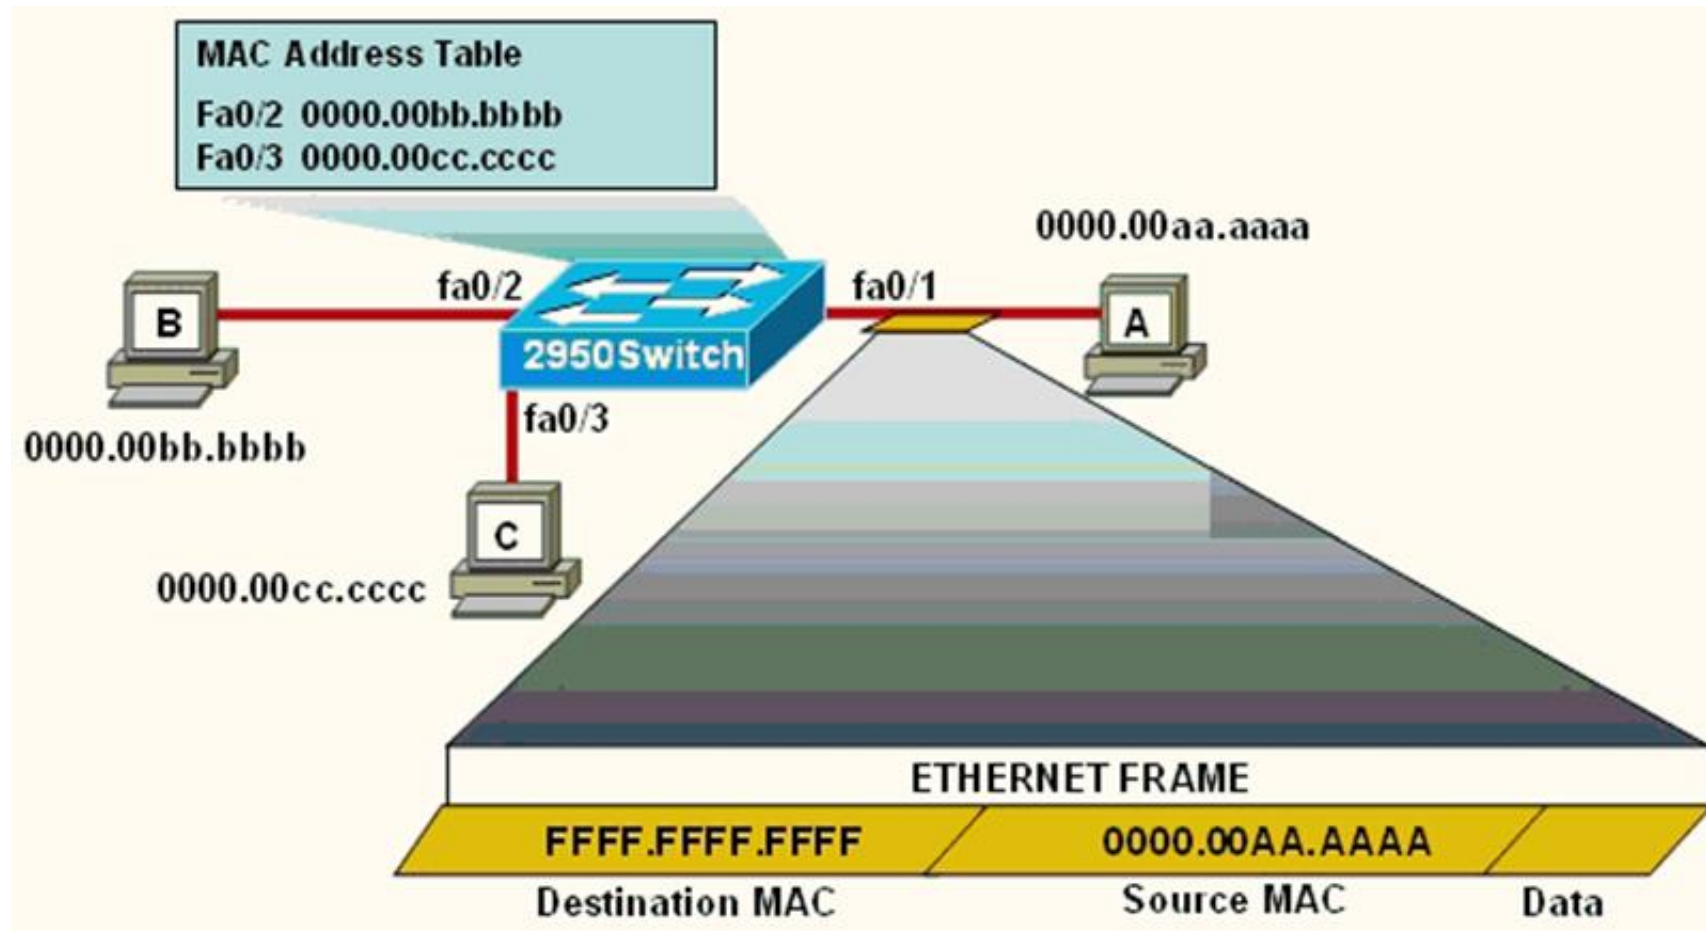 MAC Address Table
Fa0/2 0000.00bb.bbbb
Fa0/3 0000.00cc.cccc
0000.00aa.aaaa
fa0/2
fa0/1
B
A
2950Switch
fa0/3
0000.00bb.bbbb
C
0000.00cc.cccc
ETHERNET FRAME
FFFF.FFFF.FFFF 0000.00AA.AAAA
Destination MAC Source MAC Data